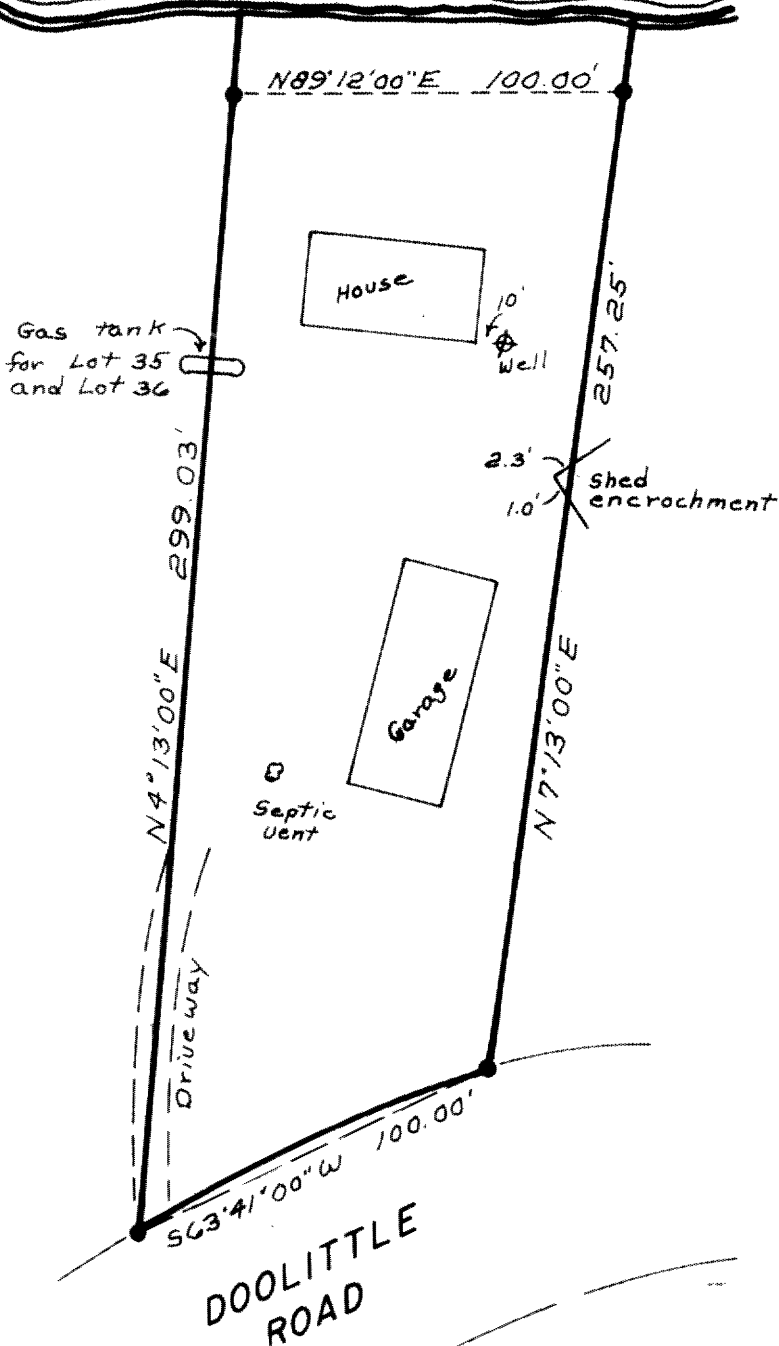 N89°12'00"E 100.00'
House
10'
Well
Gas tank
for Lot 35
and Lot 36
257.25'
299.03'
2.3'
1.0'
shed
encrochment
Garage
N4°13'00"E
N7°13'00"E
Septic
vent
Driveway
S63°41'00"W 100.00'
DOOLITTLE
ROAD